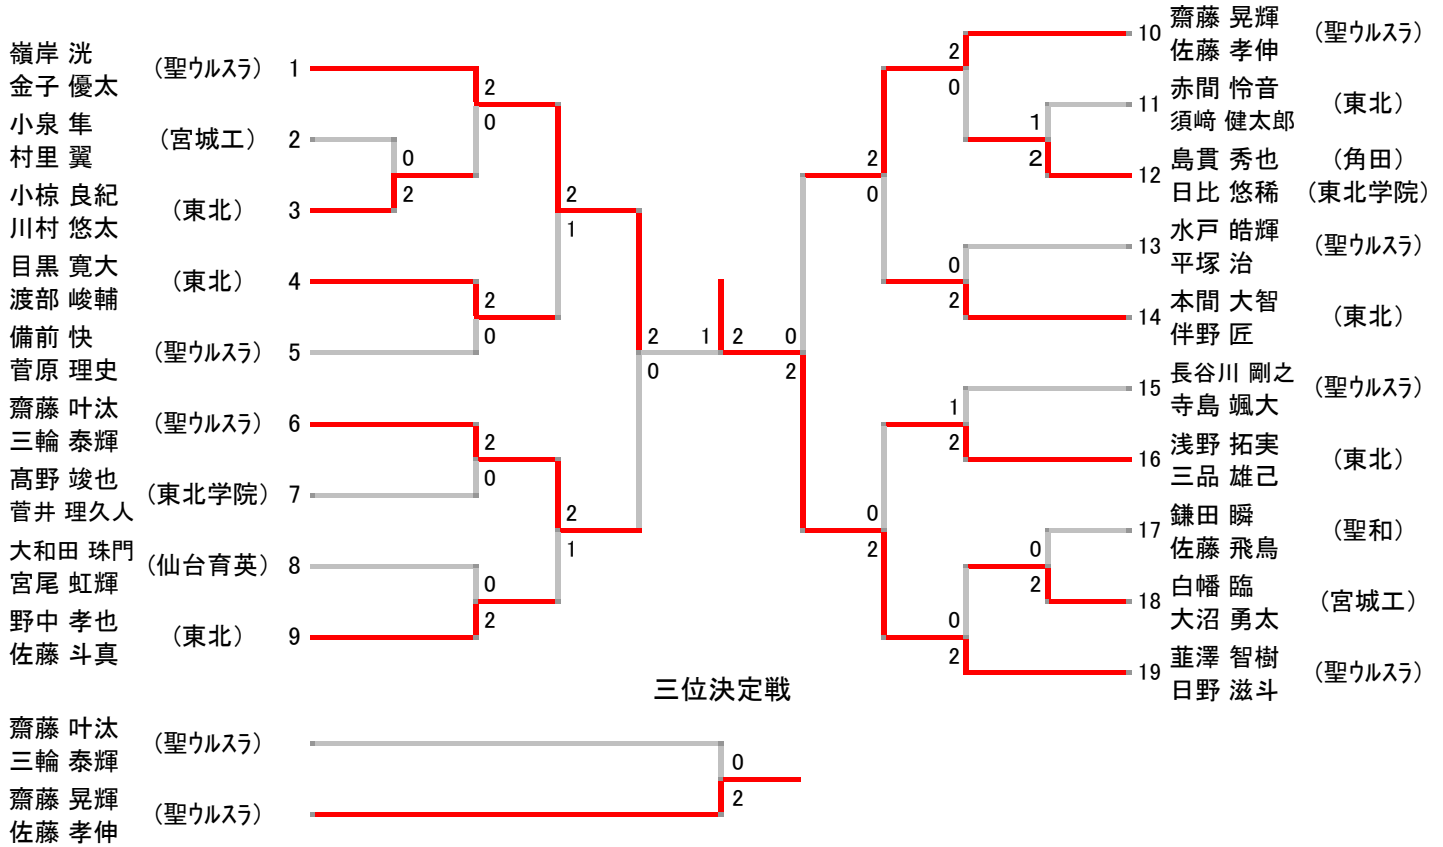 嶺岸 洸
金子 優太
(聖ウルスラ) 1
小泉 隼
村里 翼
(宮城工) 2
小椋 良紀
川村 悠太
(東北) 3
目黒 寛大
渡部 峻輔
(東北) 4
備前 快
菅原 理史
(聖ウルスラ) 5
齋藤 叶汰
三輪 泰輝
(聖ウルスラ) 6
髙野 竣也
菅井 理久人
(東北学院) 7
大和田 珠門
宮尾 虹輝
(仙台育英) 8
野中 孝也
佐藤 斗真
(東北) 9
2
0
0
2
2
1
2
0
2
0
2
0
2
1
0
2
1 2
0
2
2
0
2
0
1
2
0
2
1
2
0
2
0
2
0
2
10 齋藤 晃輝
佐藤 孝伸
(聖ウルスラ)
11 赤間 怜音
須﨑 健太郎
(東北)
12 島貫 秀也 (角田)
日比 悠稀 (東北学院)
13 水戸 皓輝
平塚 治
(聖ウルスラ)
14 本間 大智
伴野 匠
(東北)
15 長谷川 剛之
寺島 颯大
(聖ウルスラ)
16 浅野 拓実
三品 雄己
(東北)
17 鎌田 瞬
佐藤 飛鳥
(聖和)
18 白幡 臨
大沼 勇太
(宮城工)
19 韮澤 智樹
日野 滋斗
(聖ウルスラ)
三位決定戦
齋藤 叶汰
三輪 泰輝
(聖ウルスラ)
齋藤 晃輝
佐藤 孝伸
(聖ウルスラ)
0
2